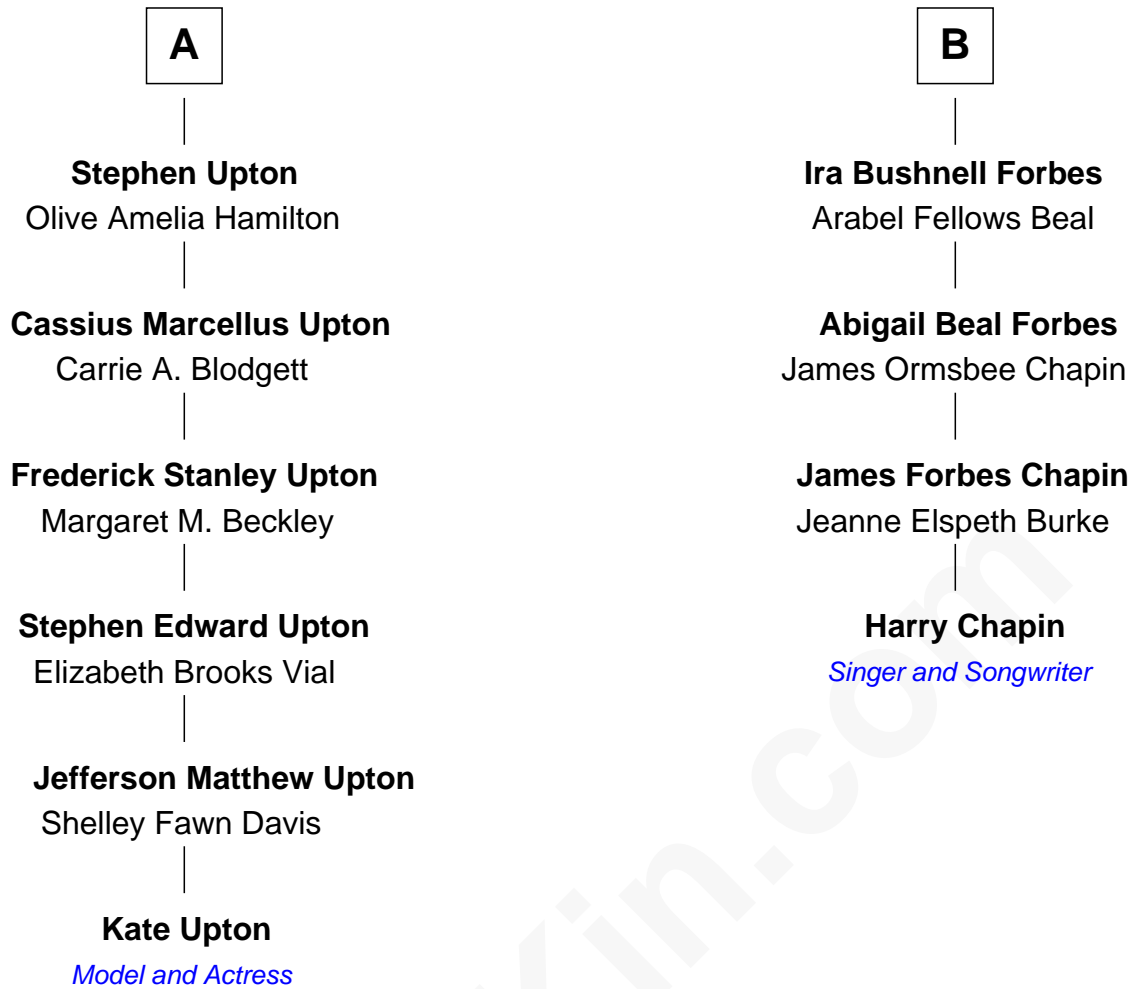 A
Stephen Upton
Olive Amelia Hamilton
Cassius Marcellus Upton
Carrie A. Blodgett
Frederick Stanley Upton
Margaret M. Beckley
Stephen Edward Upton
Elizabeth Brooks Vial
Jefferson Matthew Upton
Shelley Fawn Davis
Kate Upton
Model and Actress
B
Ira Bushnell Forbes
Arabel Fellows Beal
Abigail Beal Forbes
James Ormsbee Chapin
James Forbes Chapin
Jeanne Elspeth Burke
Harry Chapin
Singer and Songwriter
Kin.com